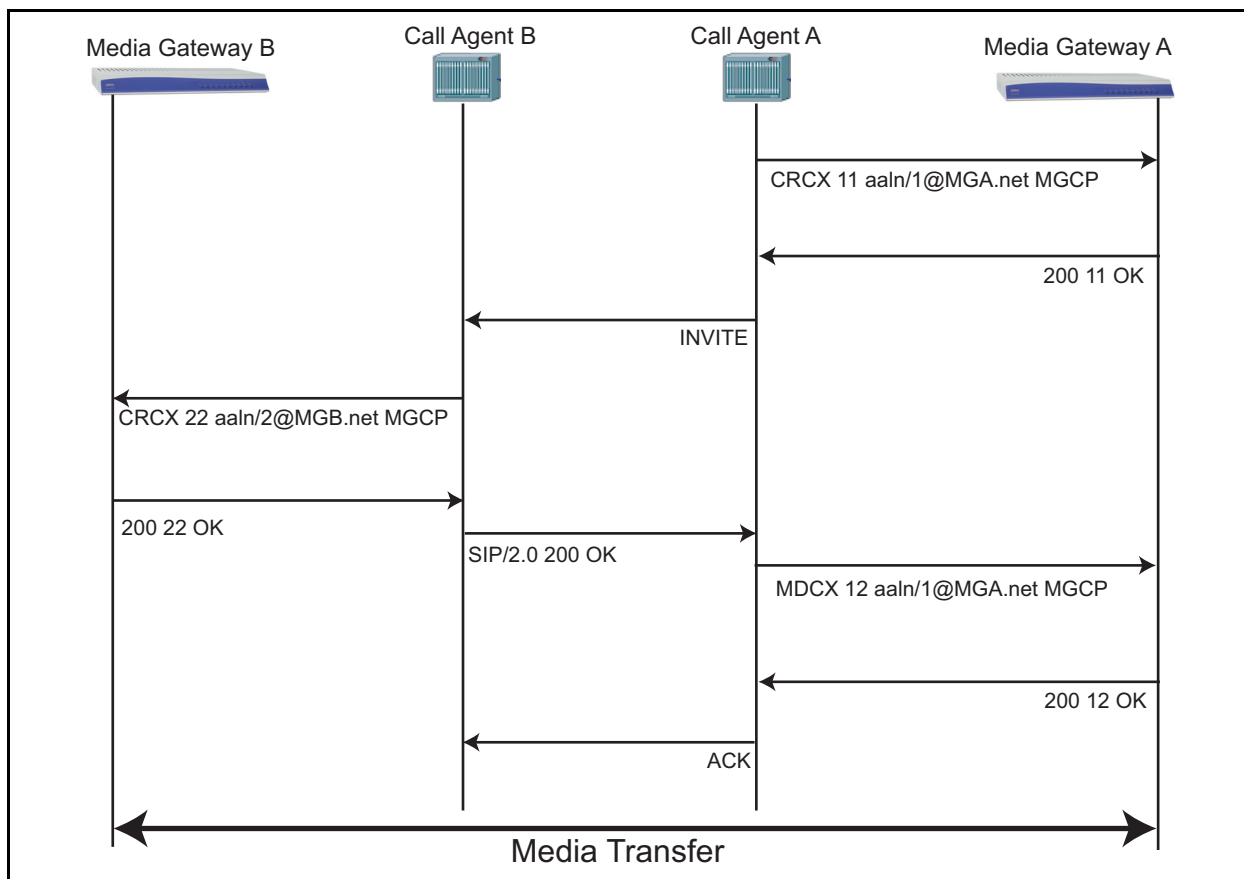 Media Gateway B
Call Agent B
Call Agent A
Media Gateway A
CRCX 11 aaln/1@MGA.net MGCP
200 11 OK
INVITE
CRCX 22 aaln/2@MGB.net MGCP
200 22 OK
SIP/2.0 200 OK
MDCX 12 aaln/1@MGA.net MGCP
200 12 OK
ACK
Media Transfer